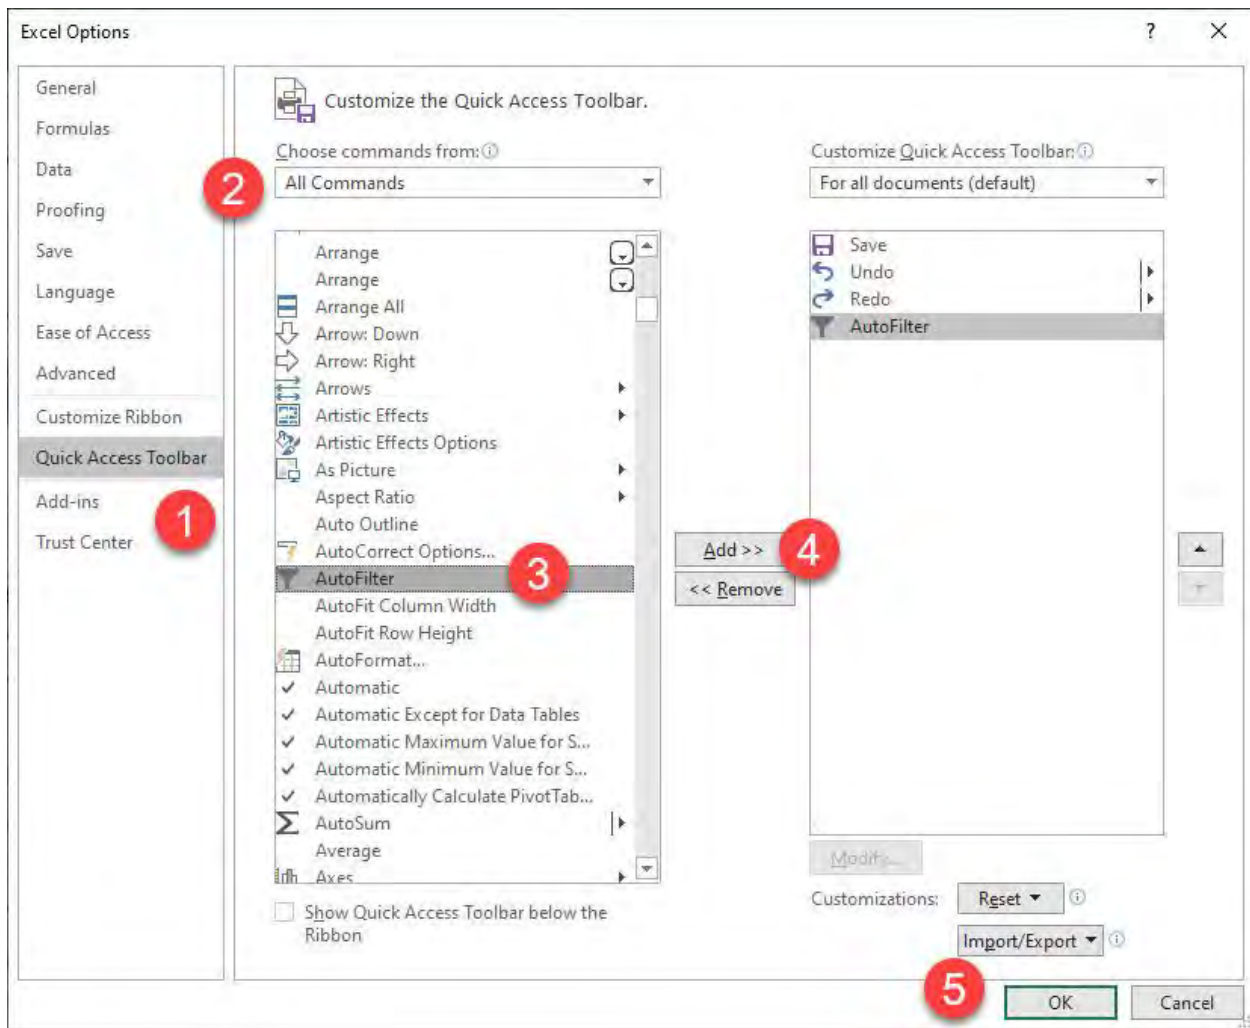 Excel Options
?
General
Formulas
Data
Proofing
Save
Language
Ease of Access
Advanced
Customize Ribbon
Quick Access Toolbar
Add-ins
Trust Center
1
Customize the Quick Access Toolbar.
Choose commands from:
2
All Commands
Arrange
Arrange
Arrange All
Arrow: Down
Arrow: Right
Arrows
Artistic Effects
Artistic Effects Options
As Picture
Aspect Ratio
Auto Outline
AutoCorrect Options...
AutoFilter
3
AutoFit Column Width
AutoFit Row Height
AutoFormat...
Automatic
Automatic Except for Data Tables
Automatic Maximum Value for S...
Automatic Minimum Value for S...
Automatically Calculate PivotTab...
AutoSum
Average
Axes
Show Quick Access Toolbar below the
Ribbon
Add >>
4
<< Remove
Customize Quick Access Toolbar:
For all documents (default)
Save
Undo
Redo
AutoFilter
Modify...
Customizations:
Reset
Import/Export
5
OK
Cancel